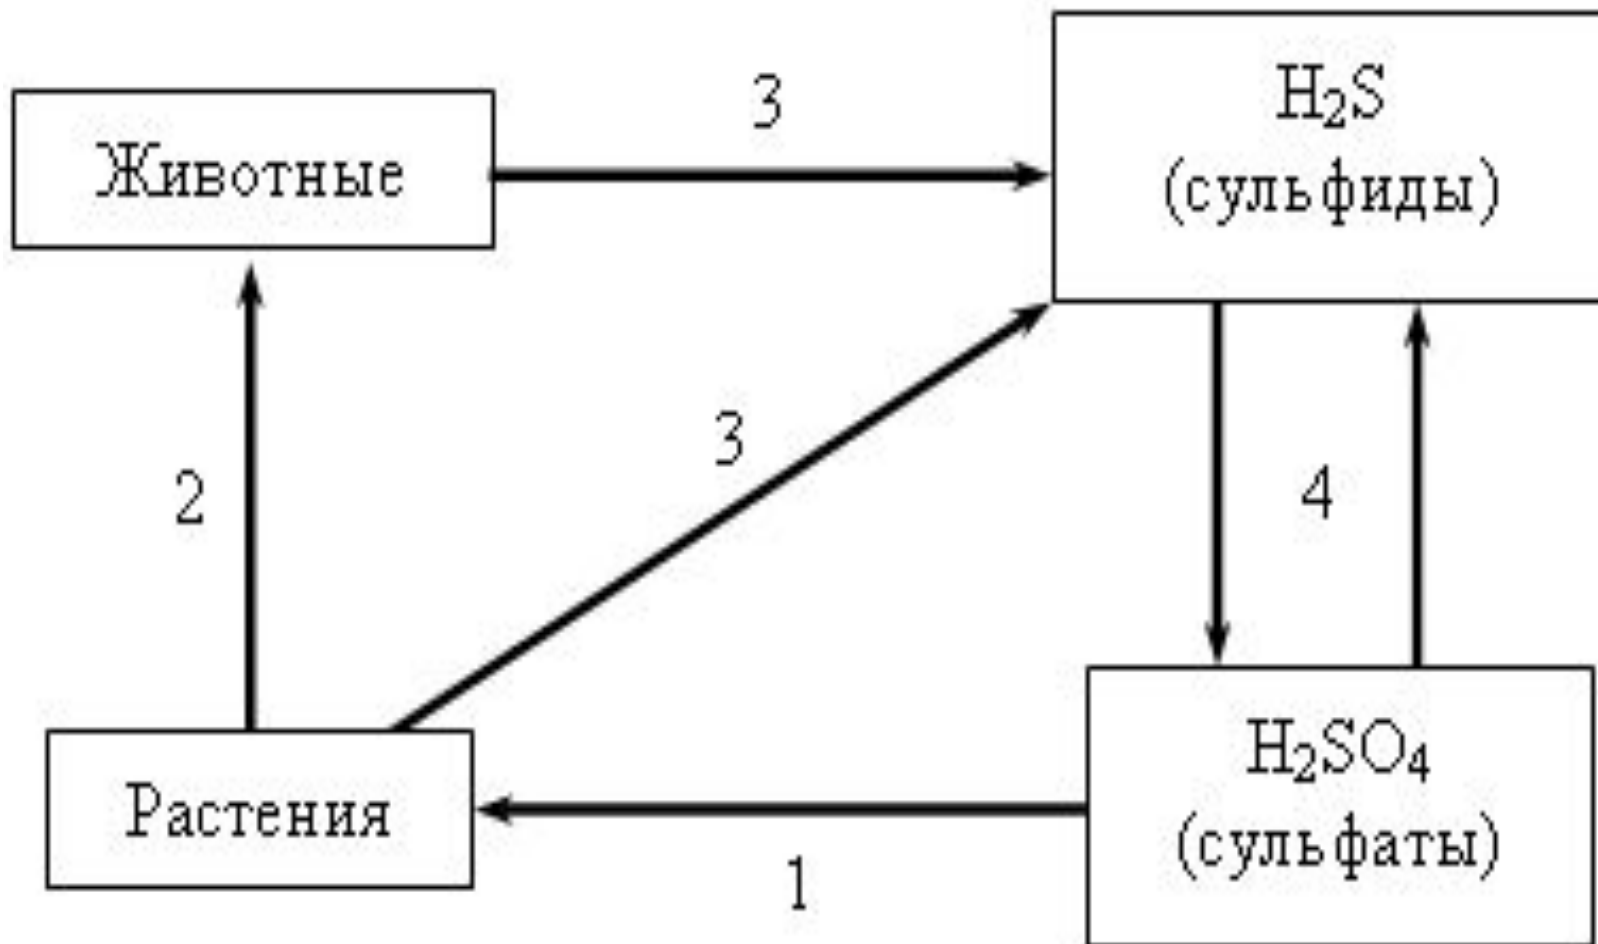 3
H₂S
(сульфиды)
Животные
3
2
4
H₂SO₄
(сульфаты)
Растения
1